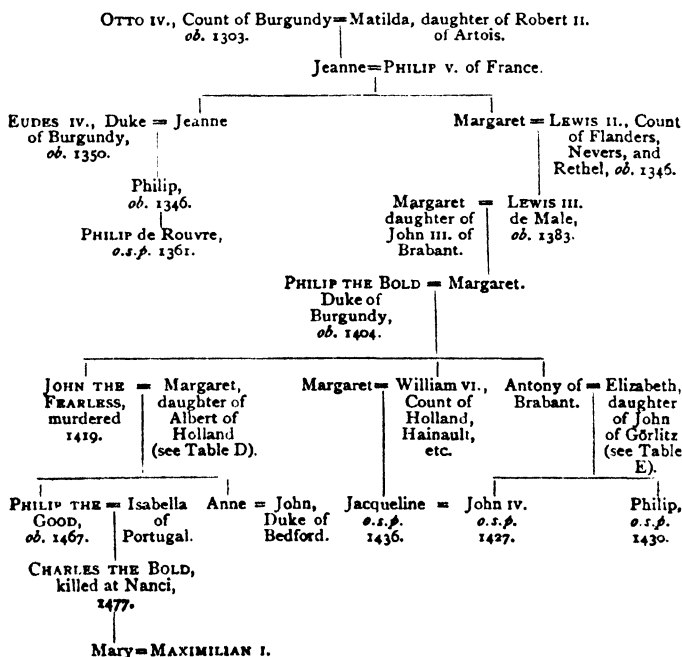 OTTO IV., Count of Burgundy=Matilda, daughter of Robert II.
ob. 1303. of Artois.
Jeanne=PHILIP V. of France.
EUDES IV., Duke = Jeanne
of Burgundy,
ob. 1350.
Margaret = LEWIS II., Count
of Flanders,
Nevers, and
Rethel, ob. 1346.
Philip,
ob. 1346.
PHILIP de Rouvre,
o.s.p. 1361.
Margaret = LEWIS III.
daughter of de Male,
John III. of ob. 1383.
Brabant.
PHILIP THE BOLD = Margaret.
Duke of
Burgundy,
ob. 1404.
JOHN THE = Margaret,
FEARLESS, daughter of
murdered Albert of
1419. Holland
(see Table D).
Margaret= William VI.,
Count of
Holland,
Hainault,
etc.
Antony of = Elizabeth,
Brabant. daughter
of John
of Görlitz
(see Table
E).
PHILIP THE = Isabella
GOOD, of
ob. 1467. Portugal.
Anne = John,
Duke of
Bedford.
Jacqueline = John IV.
o.s.p. o.s.p.
1436. 1427.
Philip,
o.s.p.
1430.
CHARLES THE BOLD,
killed at Nanci,
1477.
Mary=MAXIMILIAN I.